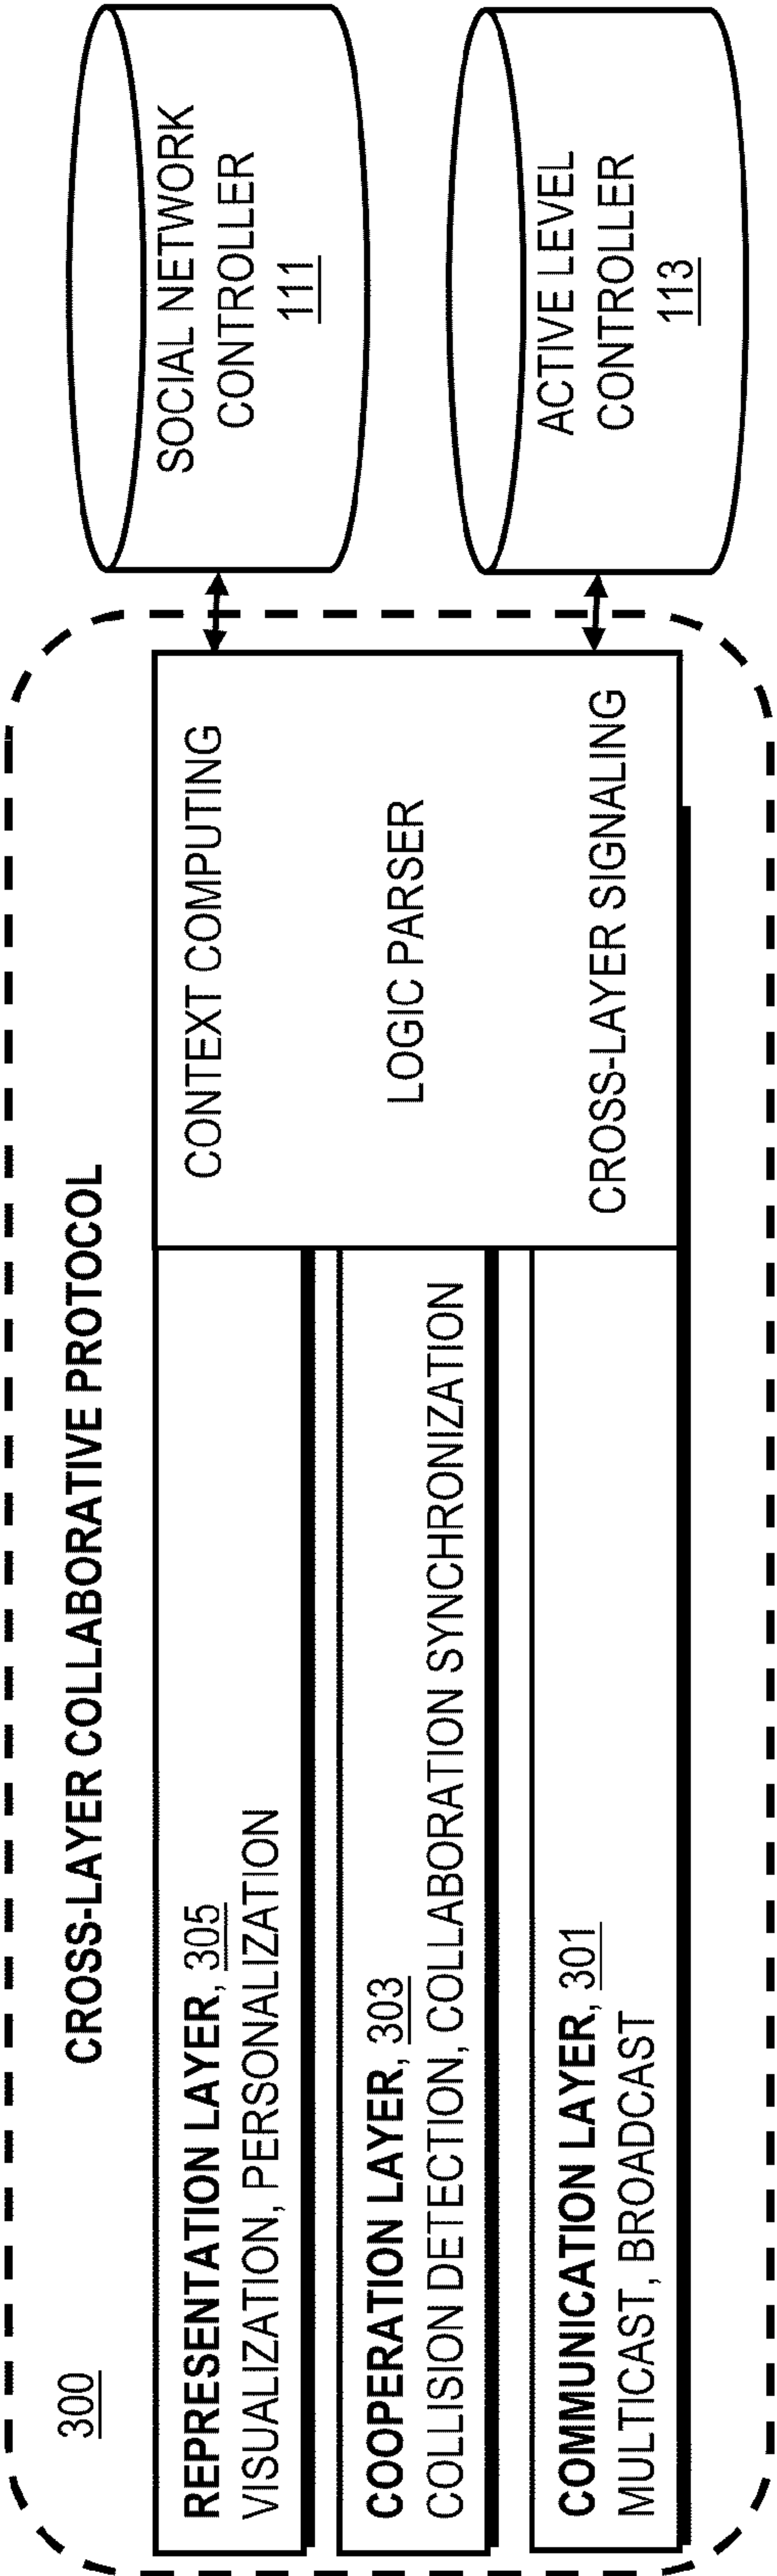 300
CROSS-LAYER COLLABORATIVE PROTOCOL
REPRESENTATION LAYER, 305
VISUALIZATION, PERSONALIZATION
COOPERATION LAYER, 303
COLLISION DETECTION, COLLABORATION SYNCHRONIZATION
COMMUNICATION LAYER, 301
MULTICAST, BROADCAST
CONTEXT COMPUTING
LOGIC PARSER
CROSS-LAYER SIGNALING
SOCIAL NETWORK
CONTROLLER
111
ACTIVE LEVEL
CONTROLLER
113